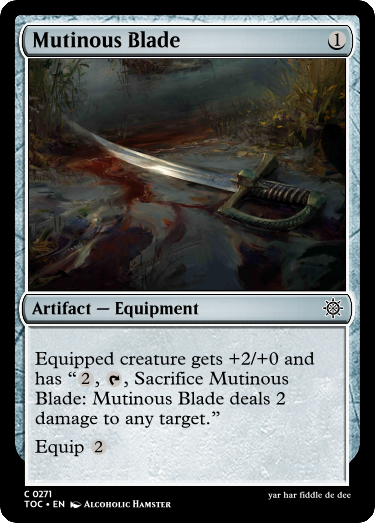 Mutinous Blade 1
Artifact — Equipment
Equipped creature gets +2/+0 and
has “2, , Sacrifice Mutinous
Blade: Mutinous Blade deals 2
damage to any target.”
Equip 2
C 0271
TOC • EN Alcoholic Hamster yar har fiddle de dee